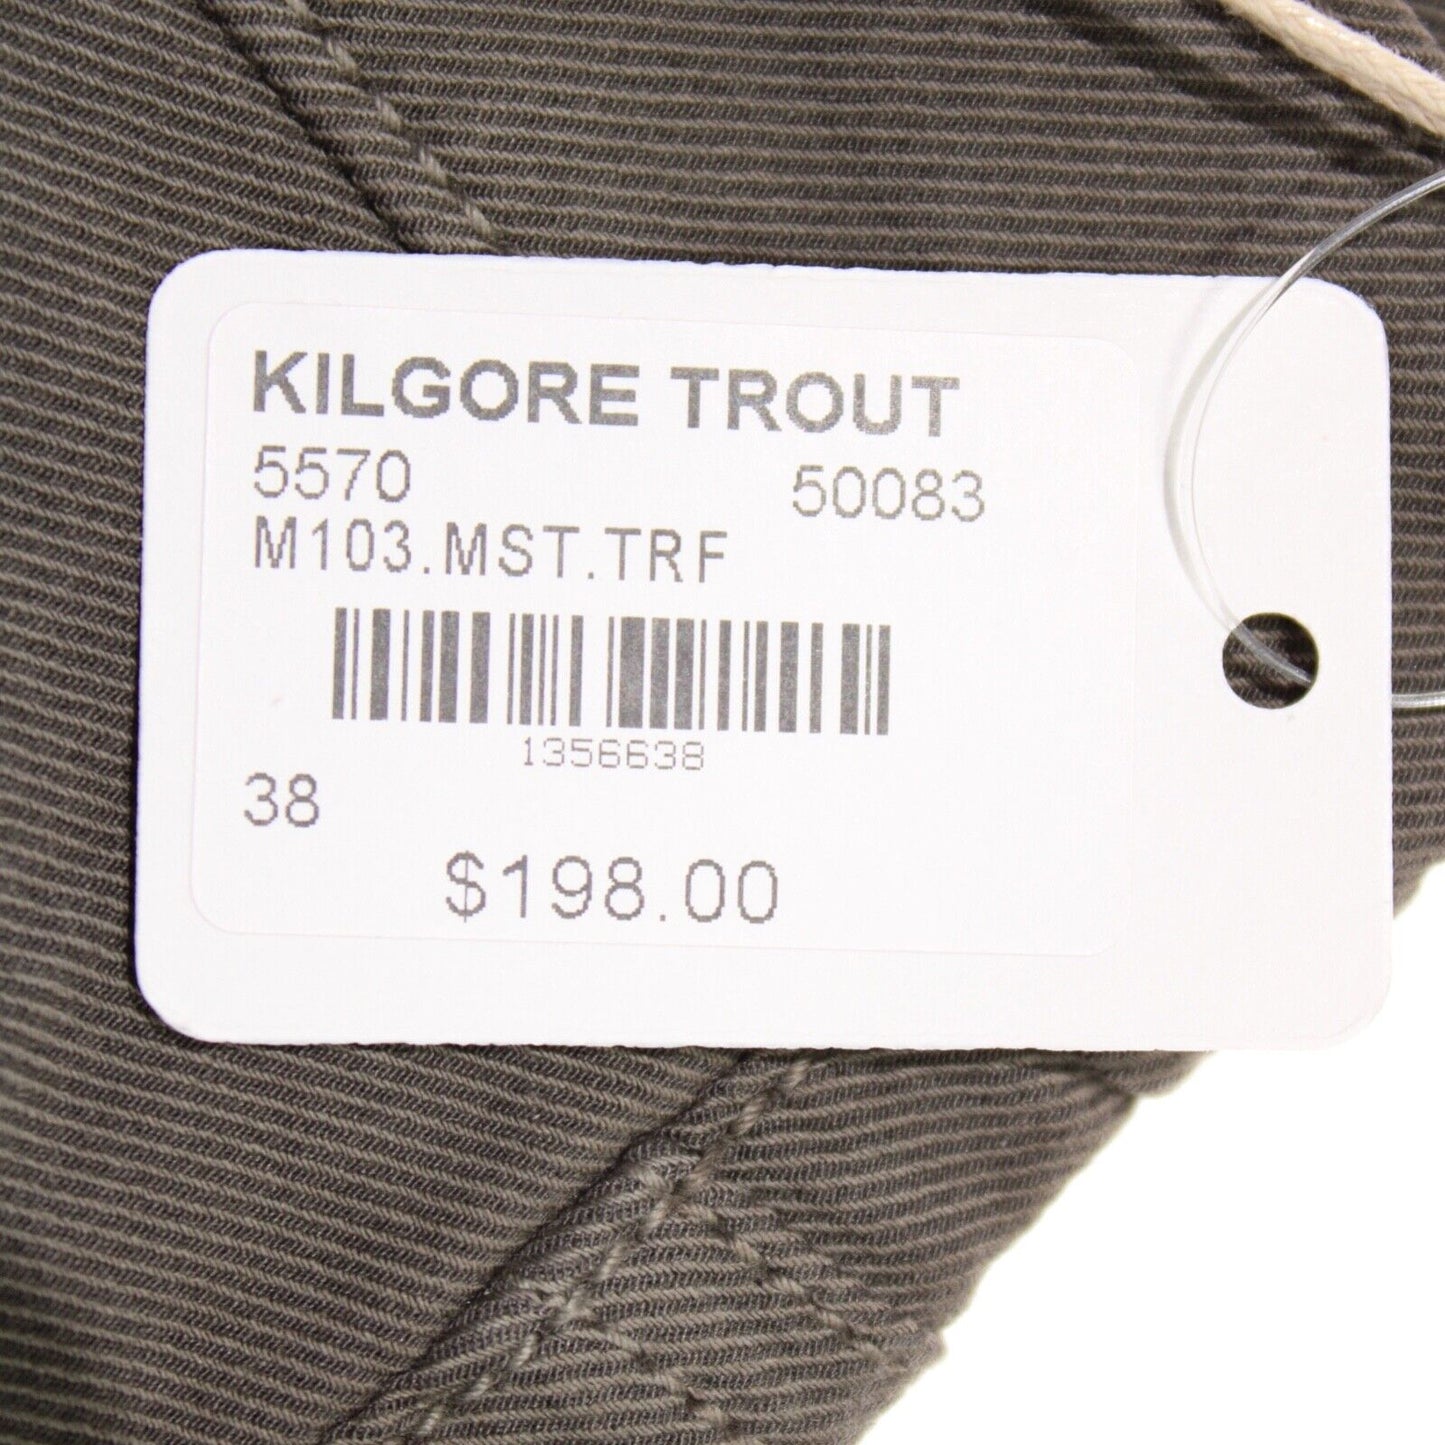 KILGORE TROUT
5570 50083
M103.MST.TRF
1356638
38
$198.00